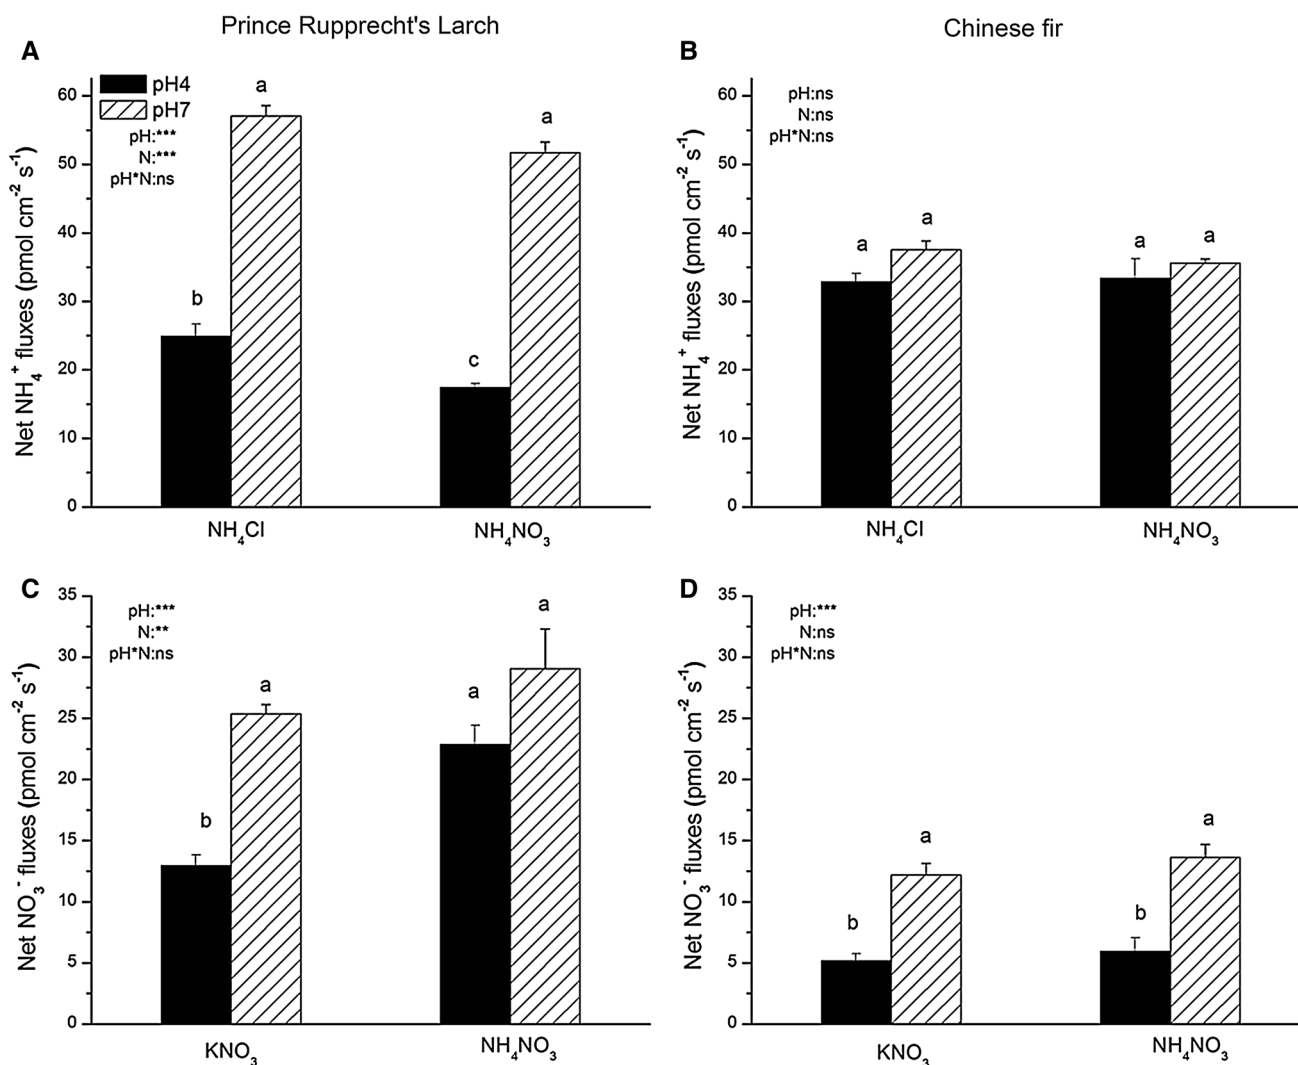 Prince Rupprecht's Larch
Chinese fir
A
pH4
pH7
pH:***
N:***
pH*N:ns
a
a
b
c
60
50
40
30
20
10
0
Net NH₄⁺ fluxes (pmol cm⁻² s⁻¹)
NH₄Cl
NH₄NO₃
B
pH:ns
N:ns
pH*N:ns
a
a
a
a
60
50
40
30
20
10
0
Net NH₄⁺ fluxes (pmol cm⁻² s⁻¹)
NH₄Cl
NH₄NO₃
C
pH:***
N:**
pH*N:ns
b
a
a
a
35
30
25
20
15
10
5
0
Net NO₃⁻ fluxes (pmol cm⁻² s⁻¹)
KNO₃
NH₄NO₃
D
pH:***
N:ns
pH*N:ns
b
a
b
a
35
30
25
20
15
10
5
0
Net NO₃⁻ fluxes (pmol cm⁻² s⁻¹)
KNO₃
NH₄NO₃